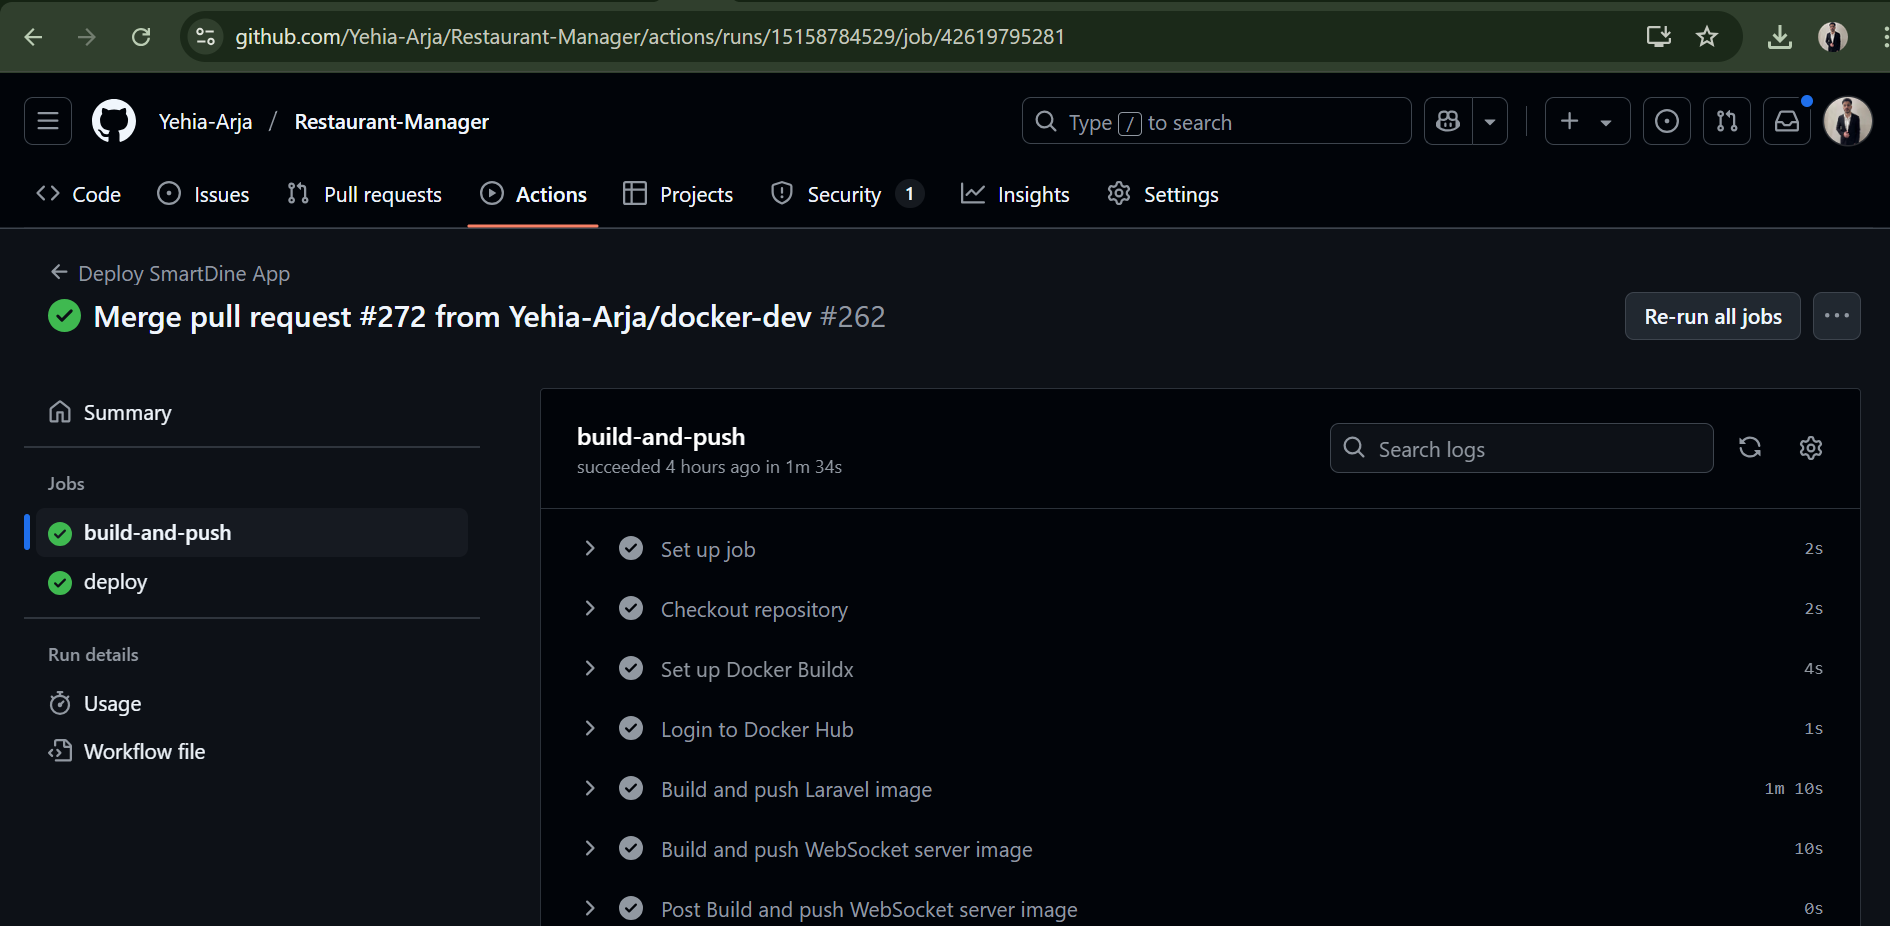 github.com/Yehia-Arja/Restaurant-Manager/actions/runs/15158784529/job/42619795281
Yehia-Arja / Restaurant-Manager
Type / to search
Code
Issues
Pull requests
Actions
Projects
Security 1
Insights
Settings
Deploy SmartDine App
Merge pull request #272 from Yehia-Arja/docker-dev #262
Re-run all jobs
Summary
Jobs
build-and-push
deploy
Run details
Usage
Workflow file
build-and-push
succeeded 4 hours ago in 1m 34s
Search logs
Set up job 2s
Checkout repository 2s
Set up Docker Buildx 4s
Login to Docker Hub 1s
Build and push Laravel image 1m 10s
Build and push WebSocket server image 10s
Post Build and push WebSocket server image 0s